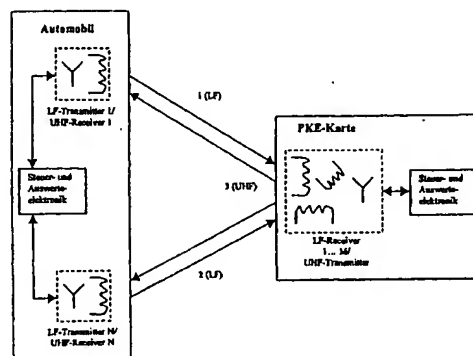 Automobil
LF-Transmitter 1/
UHF-Receiver 1
Steuer- und
Auswerte-
elektronik
LF-Transmitter N/
UHF-Receiver N
1 (LF)
3 (UHF)
2 (LF)
PKE-Karte
LF-Receiver
1 ... M/
UHF-Transmitter
Steuer- und
Auswerte-
elektronik